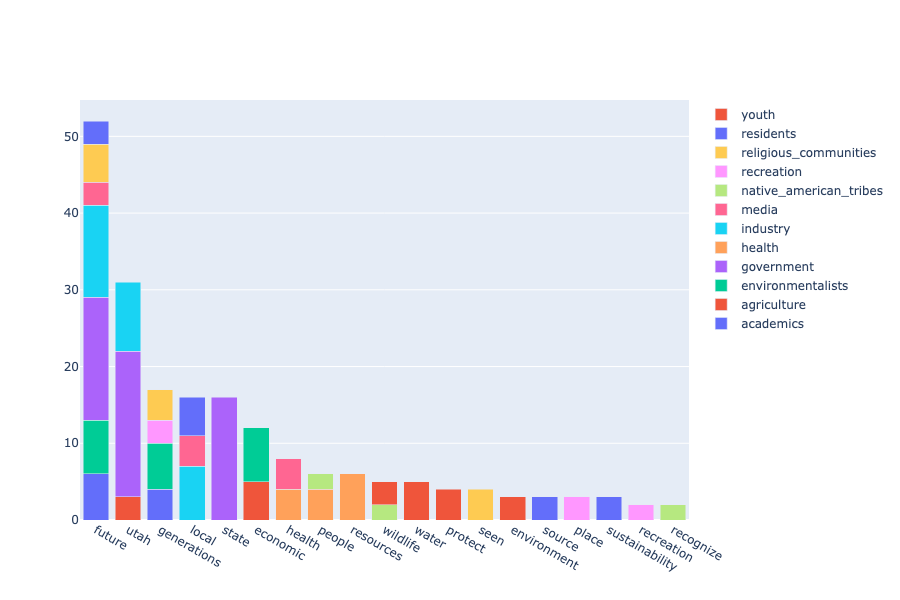 50
40
30
20
10
0
future
utah
generations
local
state
economic
health
people
resources
wildlife
water
protect
seen
environment
source
place
sustainability
recreation
recognize
youth
residents
religious_communities
recreation
native_american_tribes
media
industry
health
government
environmentalists
agriculture
academics